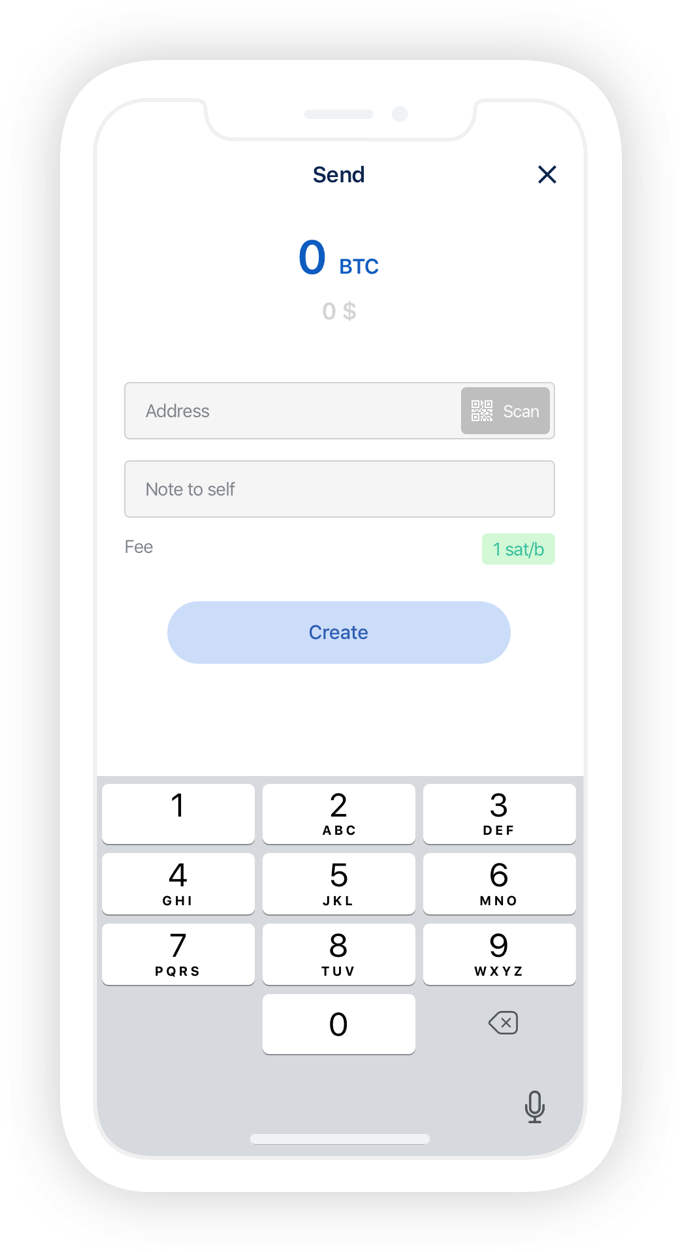 Send
0 BTC
0 $
Address Scan
Note to self
Fee 1 sat/b
Create
1 2 3
ABC DEF
4 5 6
GHI JKL MNO
7 8 9
PQRS TUV WXYZ
0